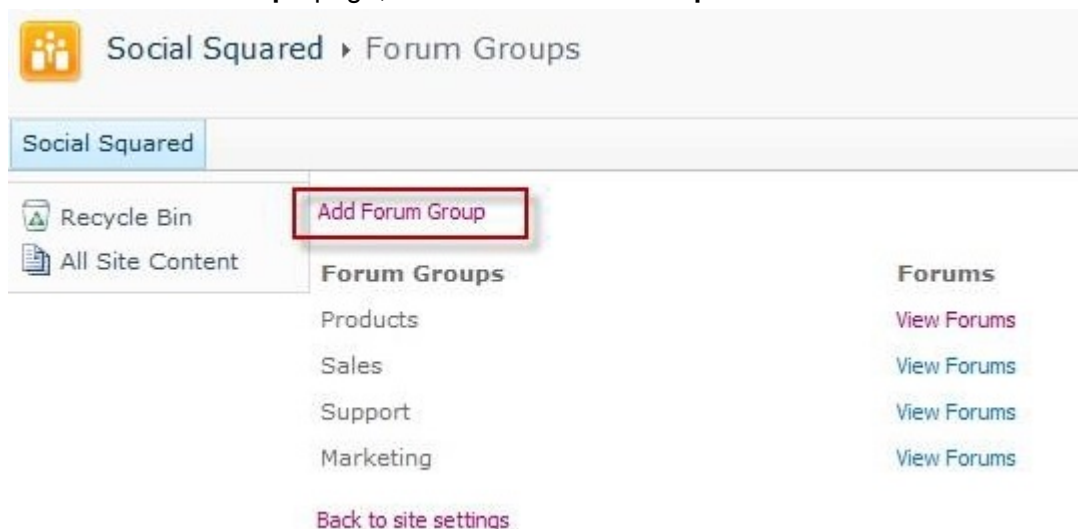 Social Squared ▸ Forum Groups
Social Squared
Recycle Bin
All Site Content
Add Forum Group
Forum Groups Forums
Products View Forums
Sales View Forums
Support View Forums
Marketing View Forums
Back to site settings